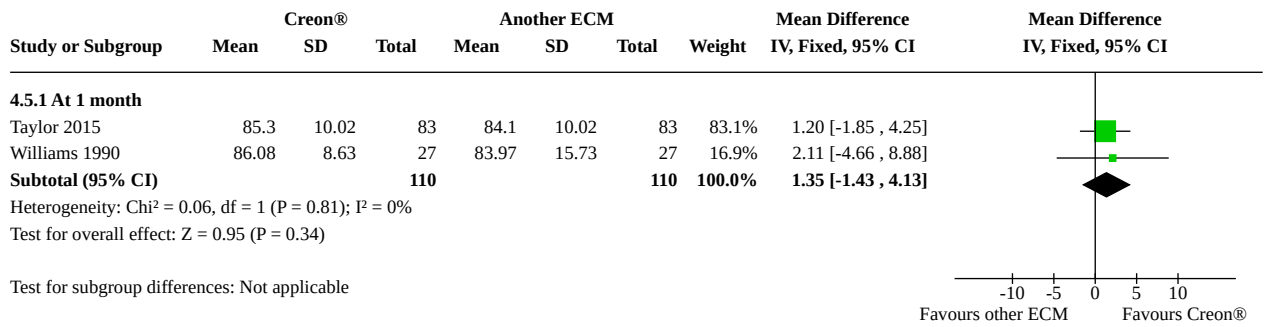 Creon® Another ECM Mean Difference Mean Difference
Study or Subgroup Mean SD Total Mean SD Total Weight IV, Fixed, 95% CI IV, Fixed, 95% CI
4.5.1 At 1 month
Taylor 2015 85.3 10.02 83 84.1 10.02 83 83.1% 1.20 [-1.85 , 4.25]
Williams 1990 86.08 8.63 27 83.97 15.73 27 16.9% 2.11 [-4.66 , 8.88]
Subtotal (95% CI) 110 110 100.0% 1.35 [-1.43 , 4.13]
Heterogeneity: Chi² = 0.06, df = 1 (P = 0.81); I² = 0%
Test for overall effect: Z = 0.95 (P = 0.34)
Test for subgroup differences: Not applicable
-10 -5 0 5 10
Favours other ECM Favours Creon®